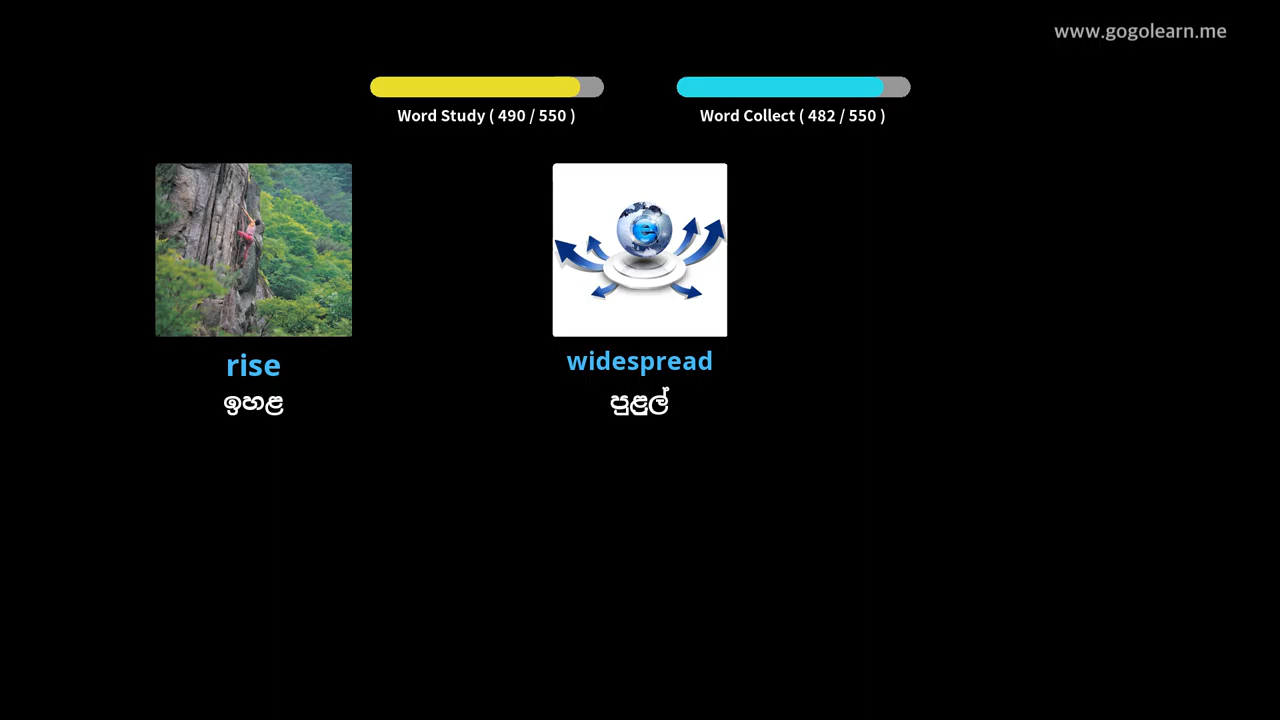 www.gogolearn.me
Word Study ( 490 / 550 )
Word Collect ( 482 / 550 )
e
rise
ඉහළ
widespread
පුළුල්